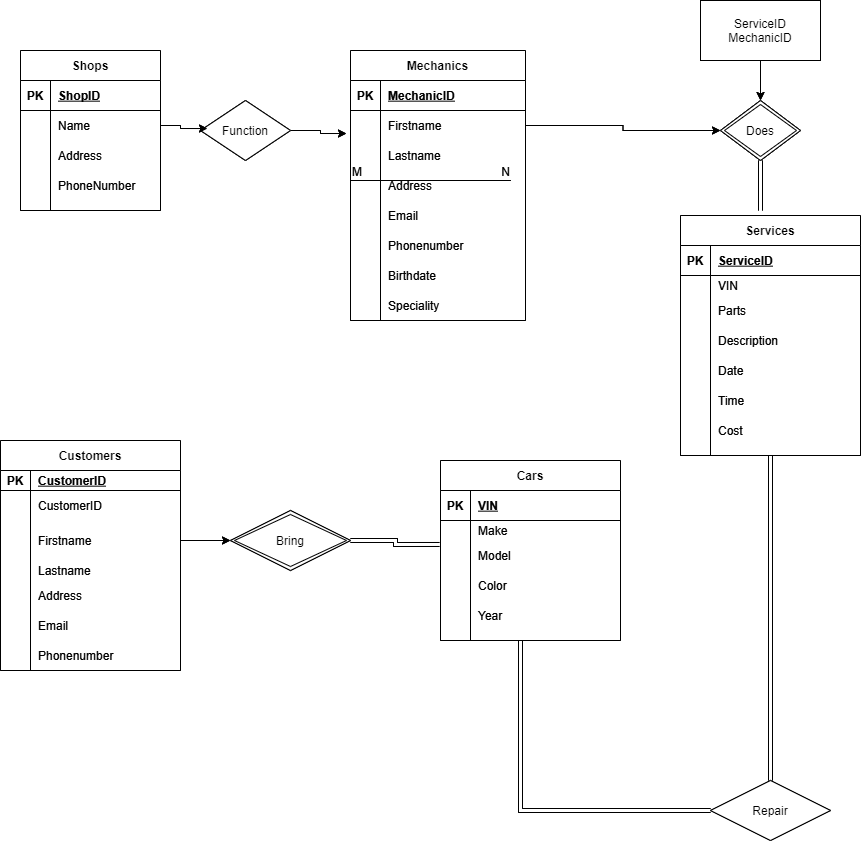 ServiceID
MechanicID
Shops
PK ShopID
Name
Address
PhoneNumber
Function
Mechanics
PK MechanicID
Firstname
Lastname
M N
Address
Email
Phonenumber
Birthdate
Speciality
Does
Services
PK ServiceID
VIN
Parts
Description
Date
Time
Cost
Customers
PK CustomerID
CustomerID
Firstname
Lastname
Address
Email
Phonenumber
Bring
Cars
PK VIN
Make
Model
Color
Year
Repair